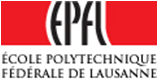 EPFL
ÉCOLE POLYTECHNIQUE
FÉDÉRALE DE LAUSANNE